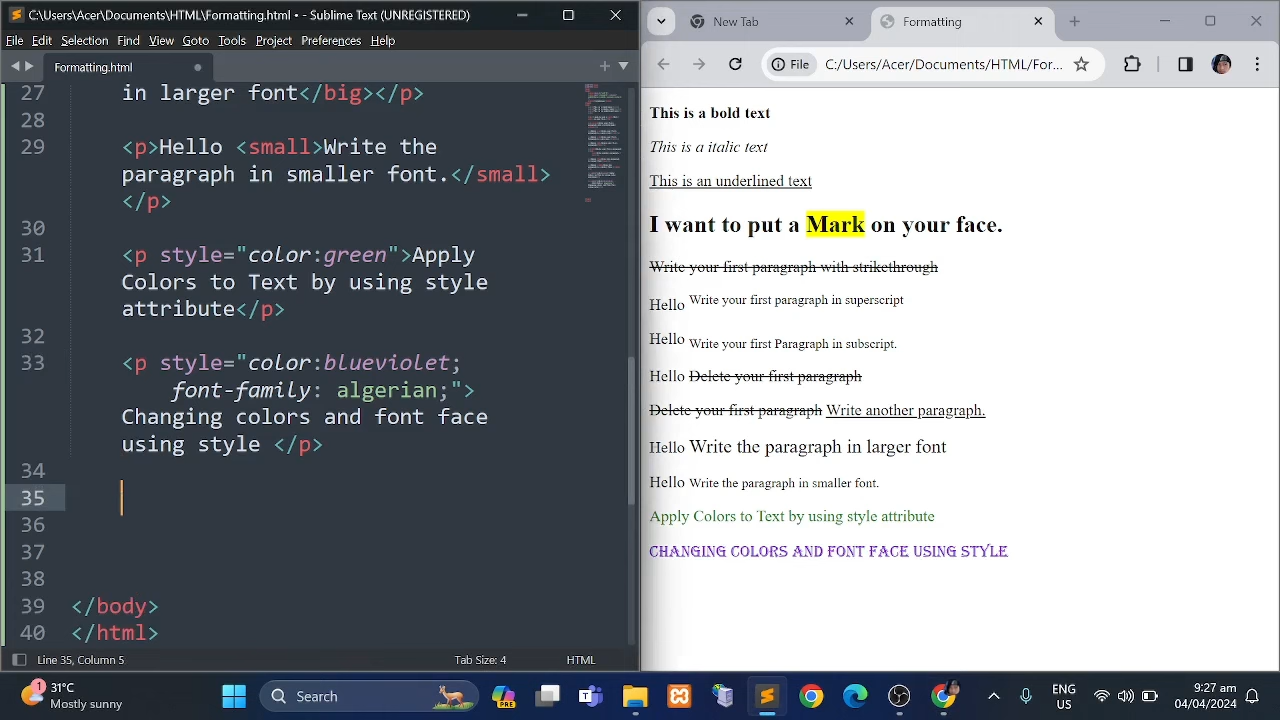 C:\Users\Acer\Documents\HTML\Formatting.html • - Sublime Text (UNREGISTERED)
File Edit Selection Find View Goto Tools Project Preferences Help
Formatting.html
27 in larger font</big></p>
28
29 <p>Hello <small>Write the
paragraph in smaller font.</small>
</p>
30
31 <p style="color:green">Apply
Colors to Text by using style
attribute</p>
32
33 <p style="color:blueviolet;
font-family: algerian;">
Changing colors and font face
using style </p>
34
35
36
37
38
39 </body>
40 </html>
Line 35, Column 5 Tab Size: 4 HTML
New Tab Formatting
File C:/Users/Acer/Documents/HTML/For...
This is a bold text
This is a italic text
This is an underlined text
I want to put a Mark on your face.
Write your first paragraph with strikethrough
Hello Write your first paragraph in superscript
Hello Write your first Paragraph in subscript.
Hello Delete your first paragraph
Delete your first paragraph Write another paragraph.
Hello Write the paragraph in larger font
Hello Write the paragraph in smaller font.
Apply Colors to Text by using style attribute
CHANGING COLORS AND FONT FACE USING STYLE
1 31°C
Mostly sunny
Search
PRE
ENG
US
9:27 am
04/04/2024